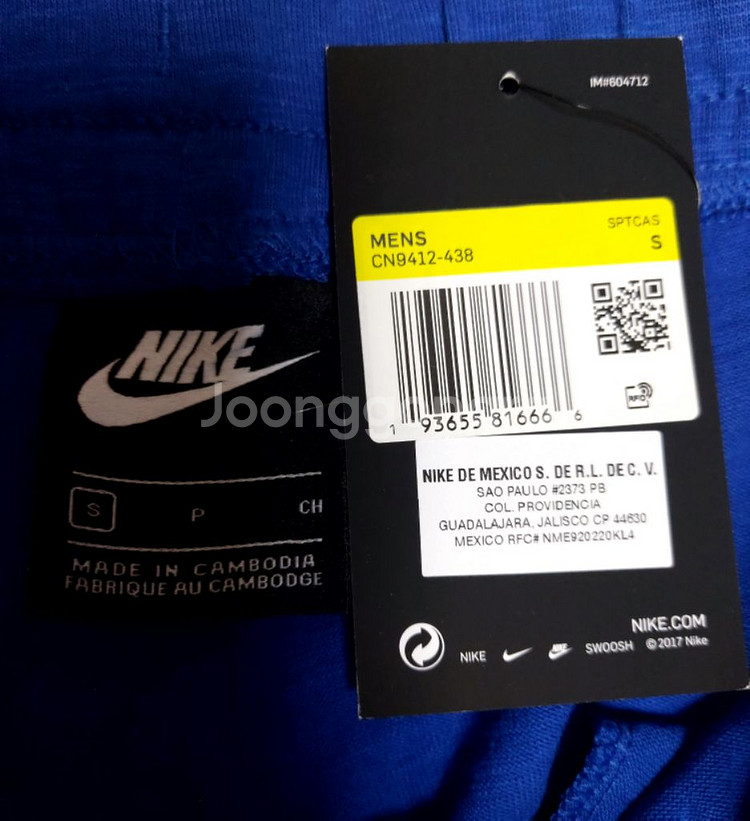 IM#604712
MENS
SPTCAS
CN9412-438
S
1 93655 81666 6
RFID
NIKE DE MEXICO S. DE R.L. DE C. V.
SAO PAULO #2373 PB
COL. PROVIDENCIA
GUADALAJARA, JALISCO CP 44630
MEXICO RFC# NME920220KL4
NIKE.COM
NIKE
SWOOSH
©2017 Nike
NIKE
S P CH
MADE IN CAMBODIA
FABRIQUE AU CAMBODGE